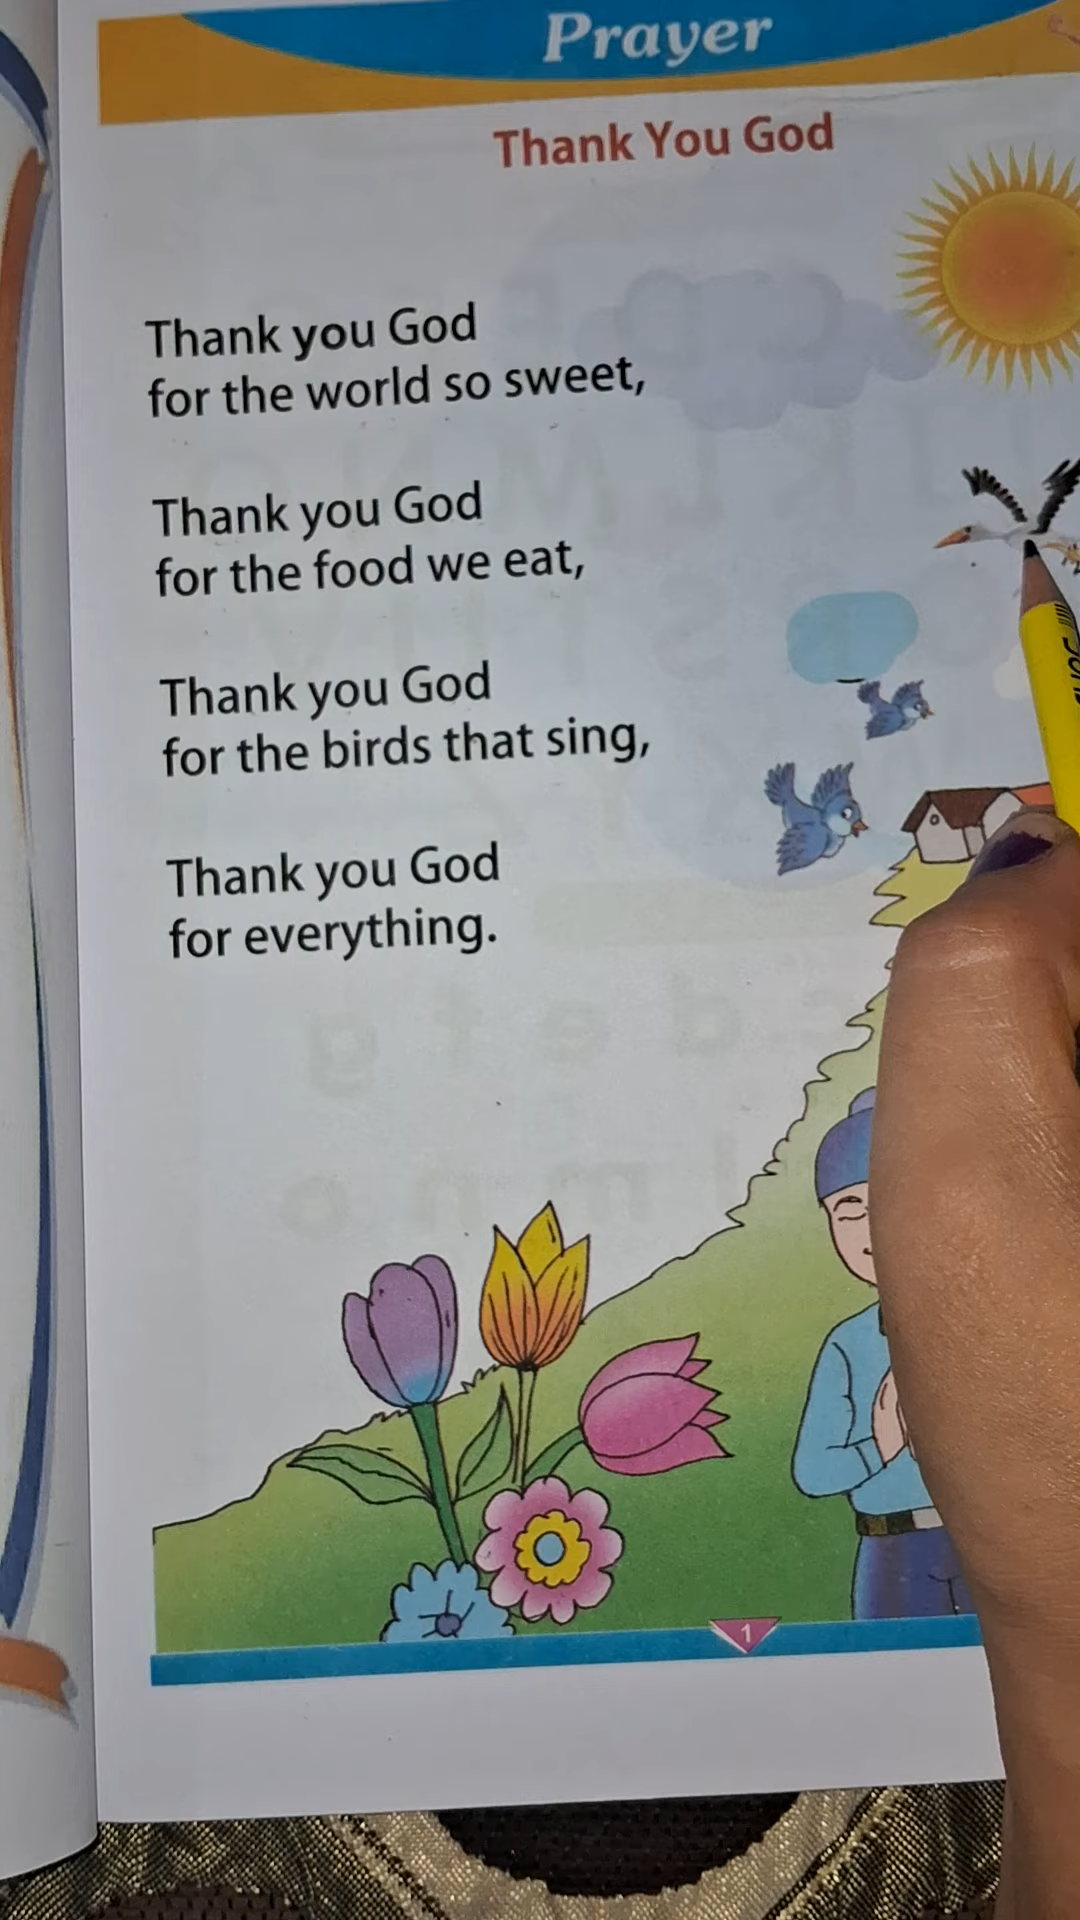 Prayer
Thank You God
Thank you God
for the world so sweet,
Thank you God
for the food we eat,
Thank you God
for the birds that sing,
Thank you God
for everything.
1